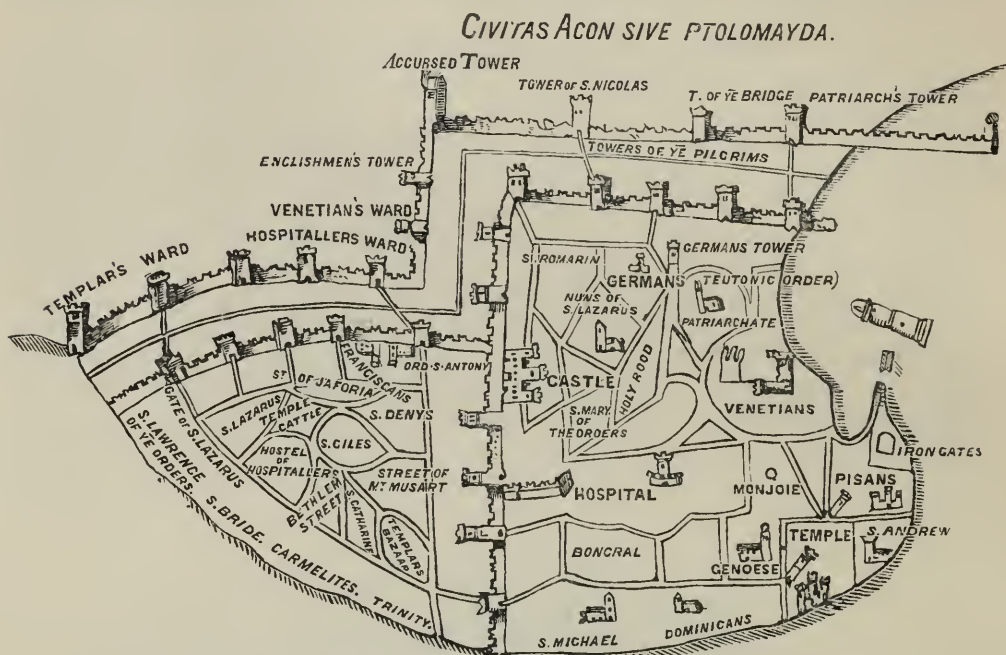 CIVITAS ACON SIVE PTOLOMAYDA.
ACCURSED TOWER
TOWER OF S. NICOLAS
T. OF YE BRIDGE
PATRIARCH'S TOWER
TOWERS OF YE PILGRIMS
ENGLISHMEN'S TOWER
VENETIAN'S WARD
HOSPITALLERS WARD
TEMPLAR'S WARD
GERMANS TOWER
ST ROMARIN
GERMANS (TEUTONIC ORDER)
NUNS OF
S. LAZARUS
PATRIARCHATE
HOLY ROOD
CASTLE
VENETIANS
S. MARY
OF
THE ORDERS
ORD. S. ANTONY
FRANCISCANS
ST OF JAFORIA
S. DENYS
GATE OF S. LAZARUS
S. LAZARUS
TEMPLE
CATTLE
S. GILES
HOSTEL
OF
HOSPITALLERS
STREET OF
MT MUSART
BETHLEM
STREET
S. CATHARINE
TEMPLARS
BAZAAR
S. LAWRENCE
OF YE ORDERS. S. BRIDE. CARMELITES. TRINITY.
IRON GATES
HOSPITAL
MONJOIE
PISANS
TEMPLE
S. ANDREW
BONCRAL
GENOESE
S. MICHAEL
DOMINICANS